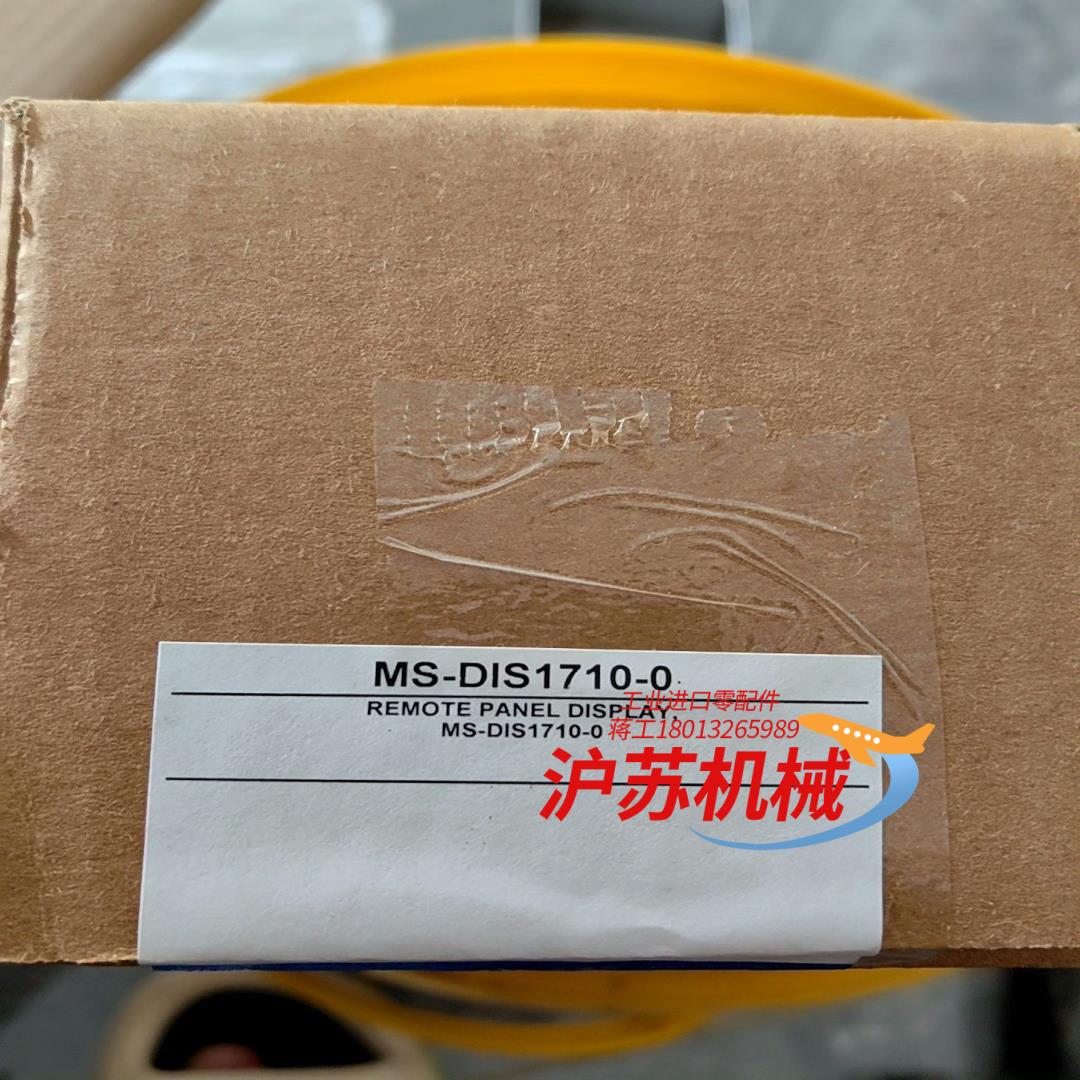 MS-DIS1710-0
工业进口零配件
REMOTE PANEL DISPLAY,
MS-DIS1710-0
蒋工18013265989
沪苏机械